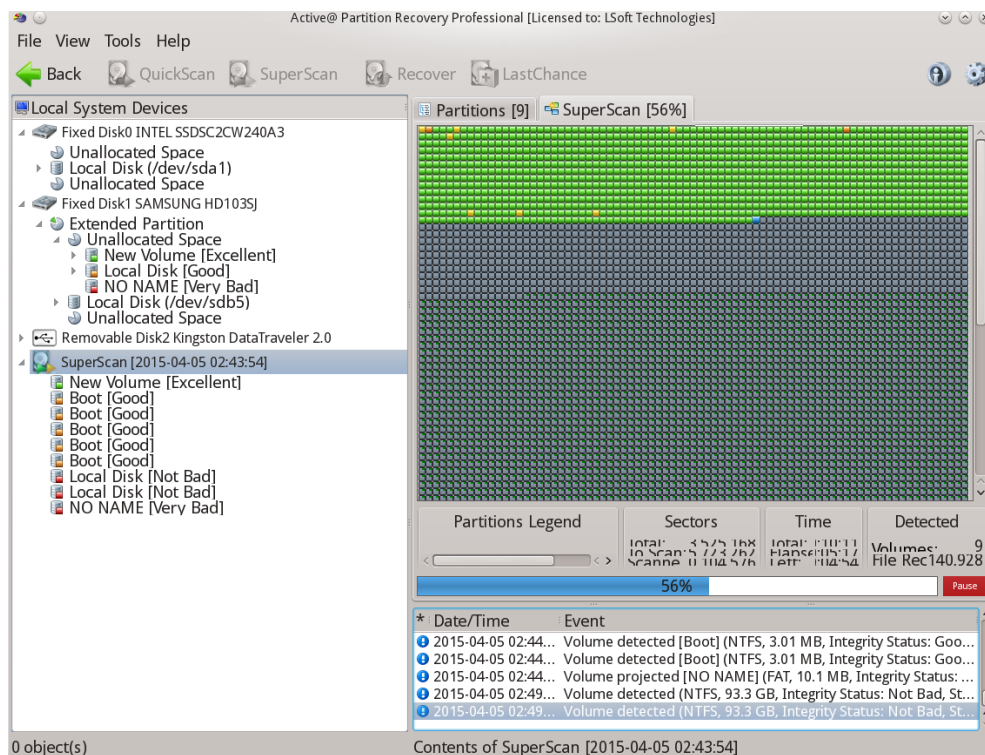 Active@ Partition Recovery Professional [Licensed to: LSoft Technologies]
File View Tools Help
Back QuickScan SuperScan Recover LastChance
Local System Devices
Fixed Disk0 INTEL SSDSC2CW240A3
Unallocated Space
Local Disk (/dev/sda1)
Unallocated Space
Fixed Disk1 SAMSUNG HD103SJ
Extended Partition
Unallocated Space
New Volume [Excellent]
Local Disk [Good]
NO NAME [Very Bad]
Local Disk (/dev/sdb5)
Unallocated Space
Removable Disk2 Kingston DataTraveler 2.0
SuperScan [2015-04-05 02:43:54]
New Volume [Excellent]
Boot [Good]
Boot [Good]
Boot [Good]
Boot [Good]
Boot [Good]
Local Disk [Not Bad]
Local Disk [Not Bad]
NO NAME [Very Bad]
0 object(s)
Partitions [9] SuperScan [56%]
Partitions Legend
Sectors
Total:
To Scan:
Time
Total:
Left:
Detected
Volumes: 9
File Rec140,928
56%
Pause
* Date/Time Event
2015-04-05 02:44... Volume detected [Boot] (NTFS, 3.01 MB, Integrity Status: Goo...
2015-04-05 02:44... Volume detected [Boot] (NTFS, 3.01 MB, Integrity Status: Goo...
2015-04-05 02:44... Volume projected [NO NAME] (FAT, 10.1 MB, Integrity Status: ...
2015-04-05 02:49... Volume detected (NTFS, 93.3 GB, Integrity Status: Not Bad, St...
2015-04-05 02:49... Volume detected (NTFS, 93.3 GB, Integrity Status: Not Bad, St...
Contents of SuperScan [2015-04-05 02:43:54]